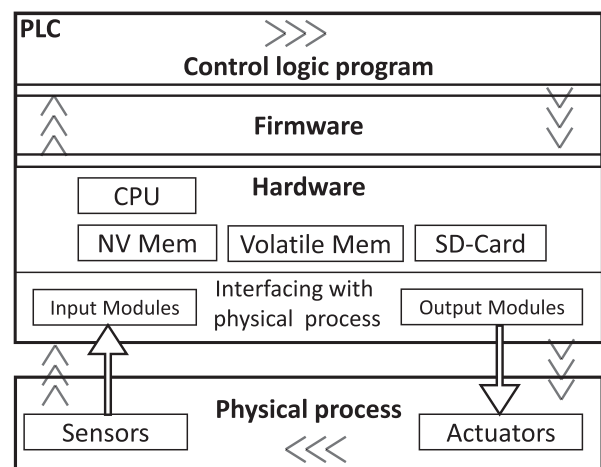 PLC
Control logic program
Firmware
Hardware
CPU
NV Mem
Volatile Mem
SD-Card
Input Modules
Interfacing with
physical process
Output Modules
Physical process
Sensors
Actuators